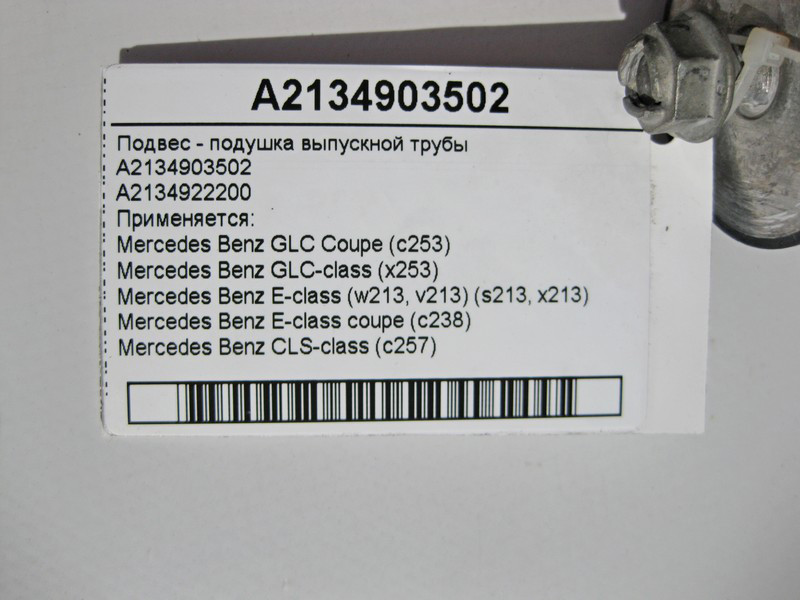 A2134903502
Подвес - подушка выпускной трубы
A2134903502
A2134922200
Применяется:
Mercedes Benz GLC Coupe (c253)
Mercedes Benz GLC-class (x253)
Mercedes Benz E-class (w213, v213) (s213, x213)
Mercedes Benz E-class coupe (c238)
Mercedes Benz CLS-class (c257)